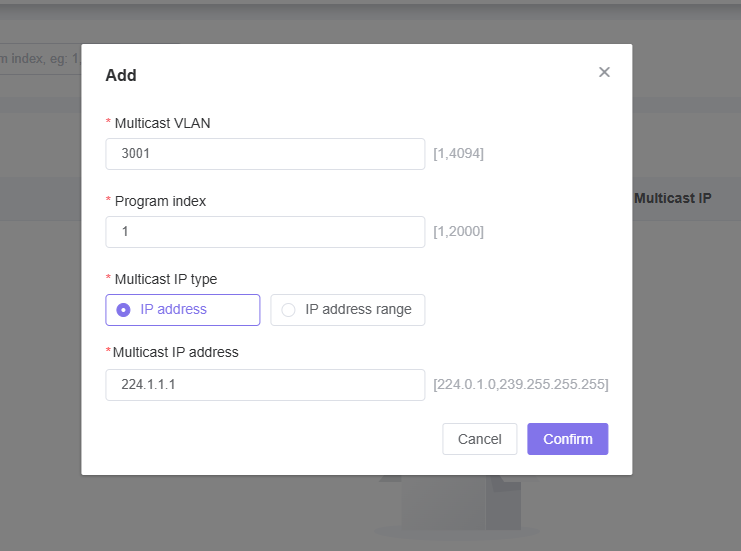 m index, eg: 1,
Add
* Multicast VLAN
3001 [1,4094]
* Program index
1 [1,2000]
Multicast IP
* Multicast IP type
IP address IP address range
* Multicast IP address
224.1.1.1 [224.0.1.0,239.255.255.255]
Cancel Confirm